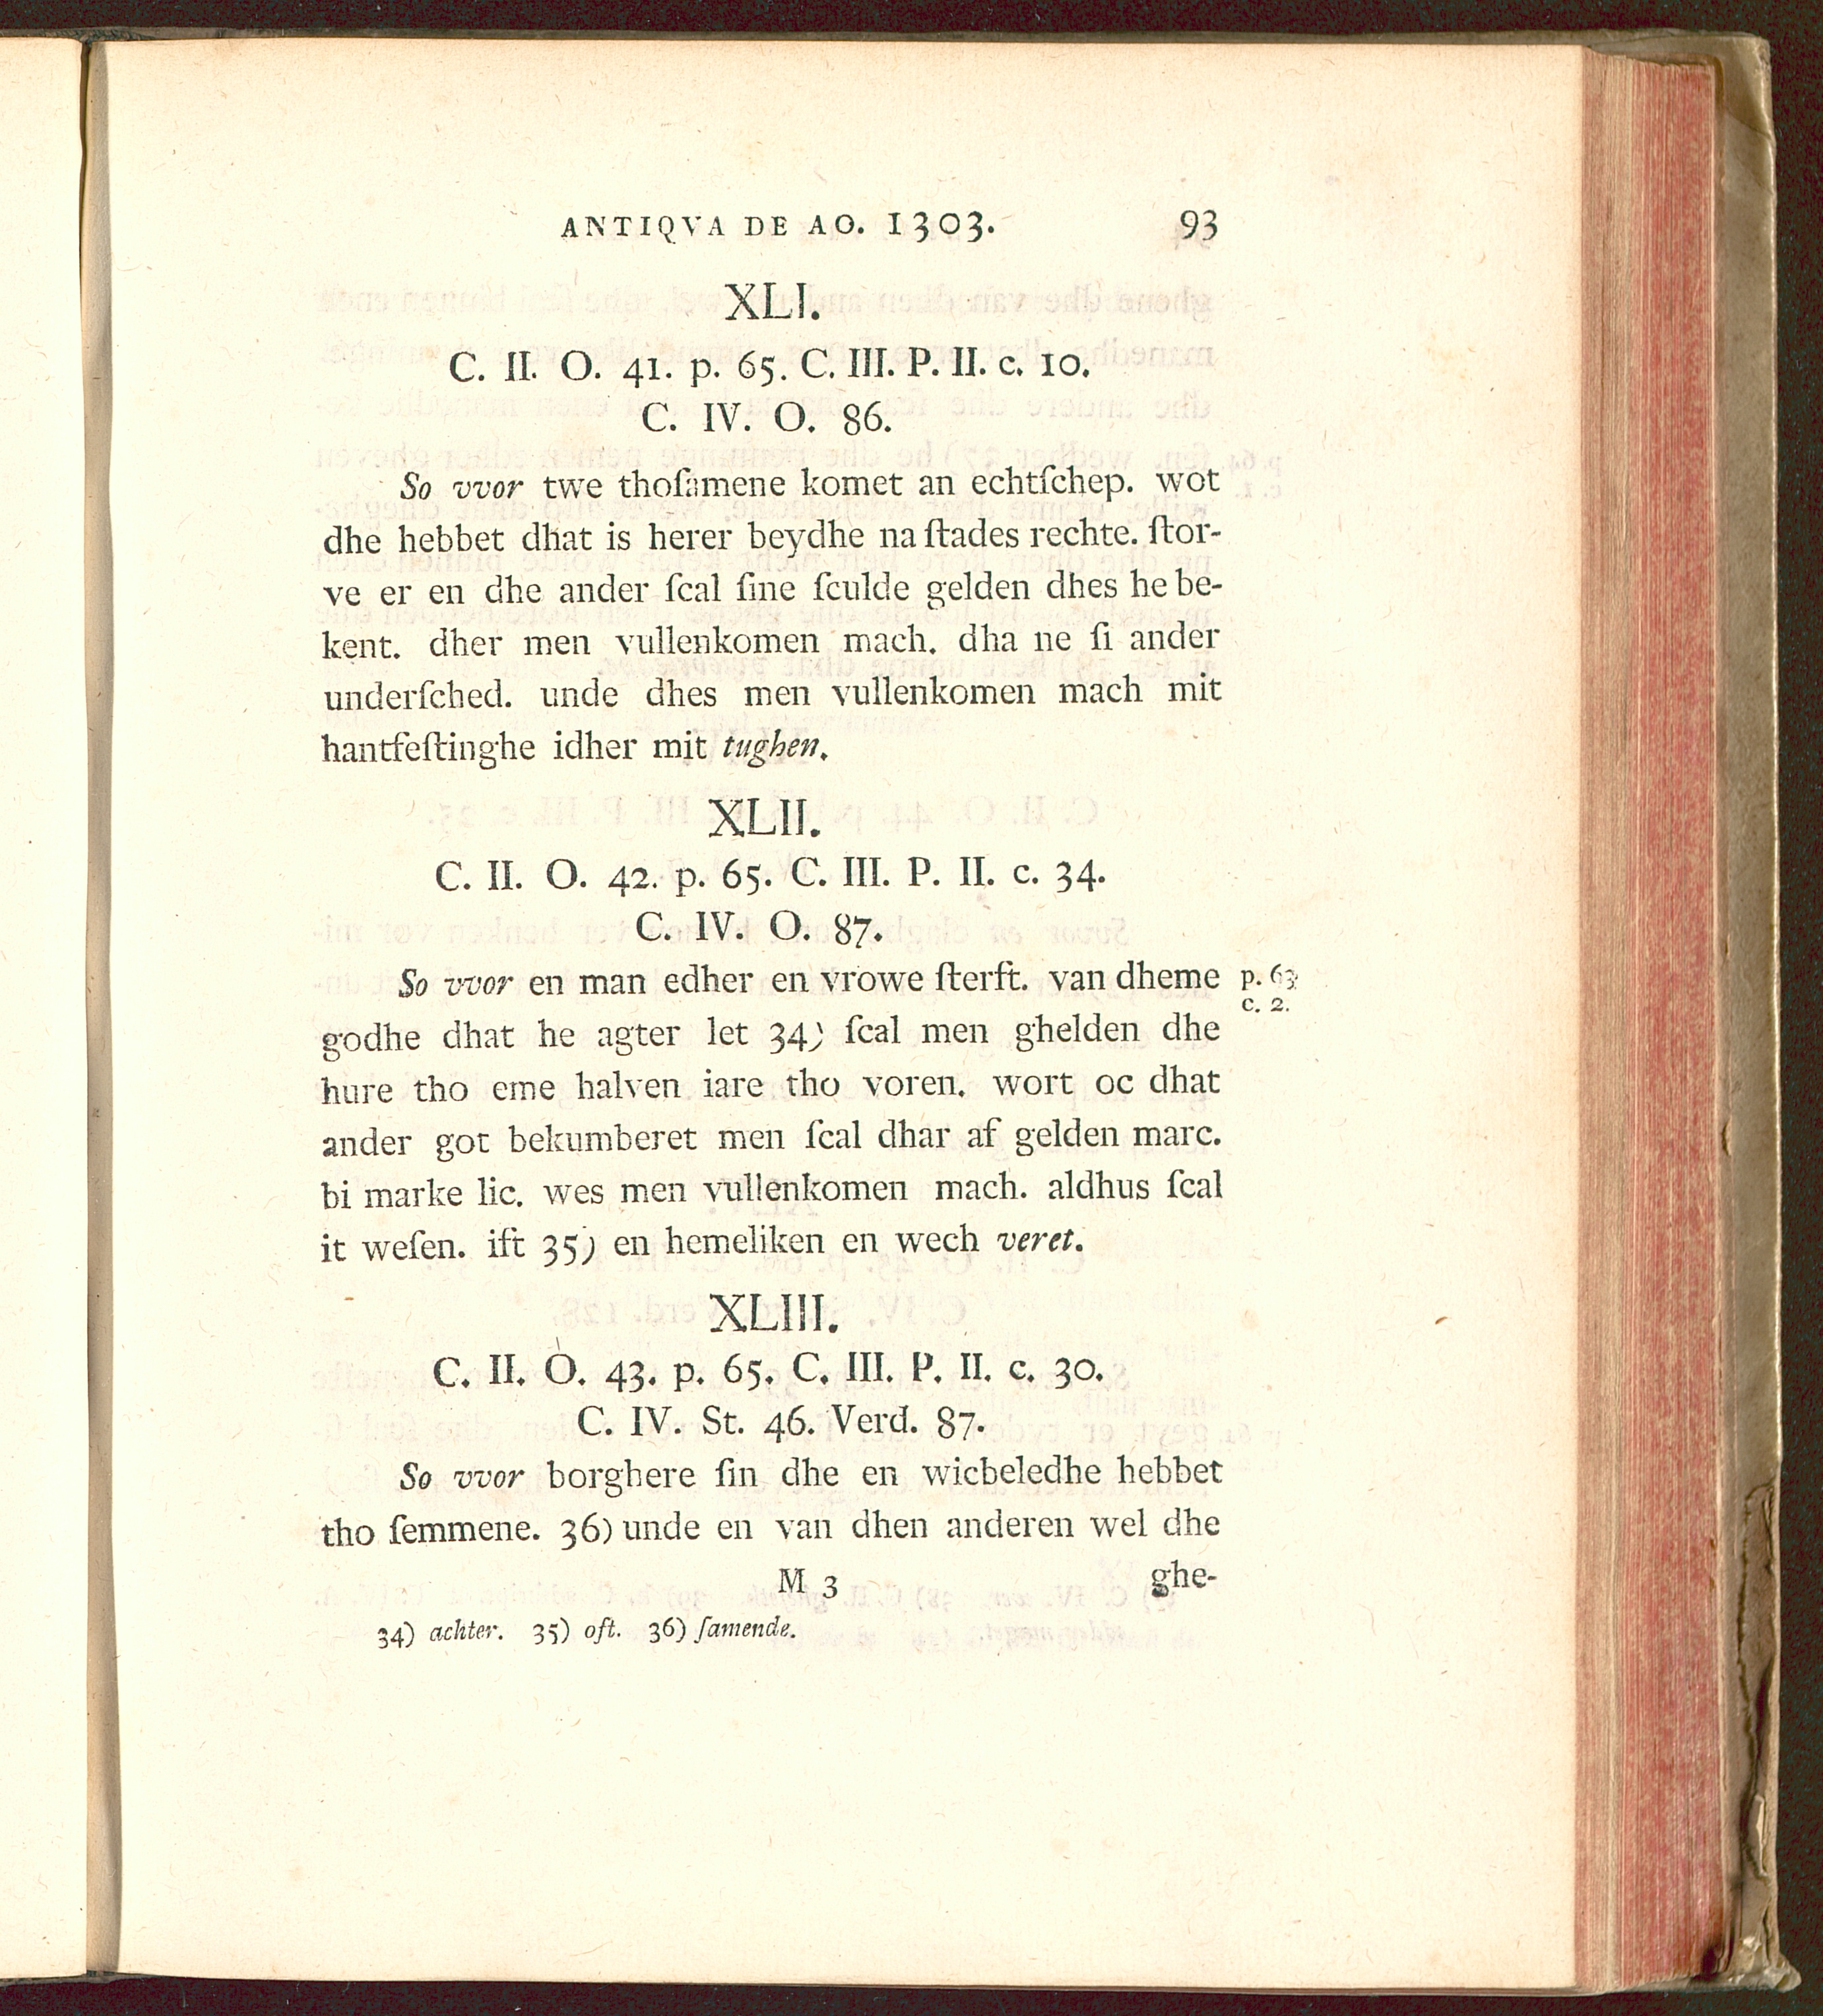 ANTIQVA DE AO. 1303. 93
XLI.
C. II. O. 41. p. 65. C. III. P. II. c. 10.
C. IV. O. 86.
So vvor twe thoſamene komet an echtſchep. wot
dhe hebbet dhat is herer beydhe na ſtades rechte. ſtor-
ve er en dhe ander ſcal ſine ſculde gelden dhes he be-
kent. dher men vullenkomen mach. dha ne ſi ander
underſched. unde dhes men vullenkomen mach mit
hantfeſtinghe idher mit tughen.
XLII.
C. II. O. 42. p. 65. C. III. P. II. c. 34.
C. IV. O. 87.
So vvor en man edher en vrowe ſterft. van dheme p. 63
c. 2.
godhe dhat he agter let 34) ſcal men ghelden dhe
hure tho eme halven iare tho voren. wort oc dhat
ander got bekumberet men ſcal dhar af gelden marc.
bi marke lic. wes men vullenkomen mach. aldhus ſcal
it weſen. iſt 35) en hemeliken en wech veret.
XLIII.
C. II. O. 43. p. 65. C. III. P. II. c. 30.
C. IV. St. 46. Verd. 87.
So vvor borghere ſin dhe en wicbeledhe hebbet
tho ſemmene. 36) unde en van dhen anderen wel dhe
M 3 ghe-
34) achter. 35) oft. 36) ſamende.